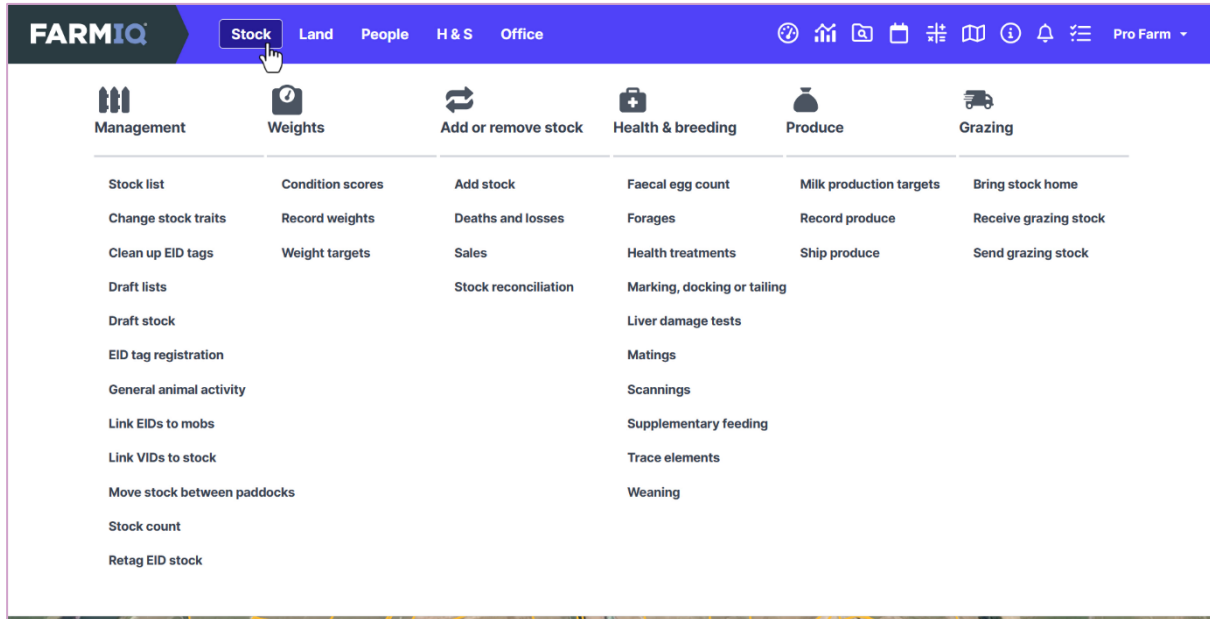 FARMIQ
Stock Land People H & S Office Pro Farm
Management
Weights
Add or remove stock
Health & breeding
Produce
Grazing
Stock list
Change stock traits
Clean up EID tags
Draft lists
Draft stock
EID tag registration
General animal activity
Link EIDs to mobs
Link VIDs to stock
Move stock between paddocks
Stock count
Retag EID stock
Condition scores
Record weights
Weight targets
Add stock
Deaths and losses
Sales
Stock reconciliation
Faecal egg count
Forages
Health treatments
Marking, docking or tailing
Liver damage tests
Matings
Scannings
Supplementary feeding
Trace elements
Weaning
Milk production targets
Record produce
Ship produce
Bring stock home
Receive grazing stock
Send grazing stock